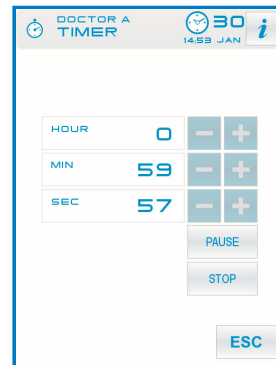 DOCTOR A
TIMER
30
14:53 JAN
i
HOUR 0 - +
MIN 59 - +
SEC 57 - +
PAUSE
STOP
ESC